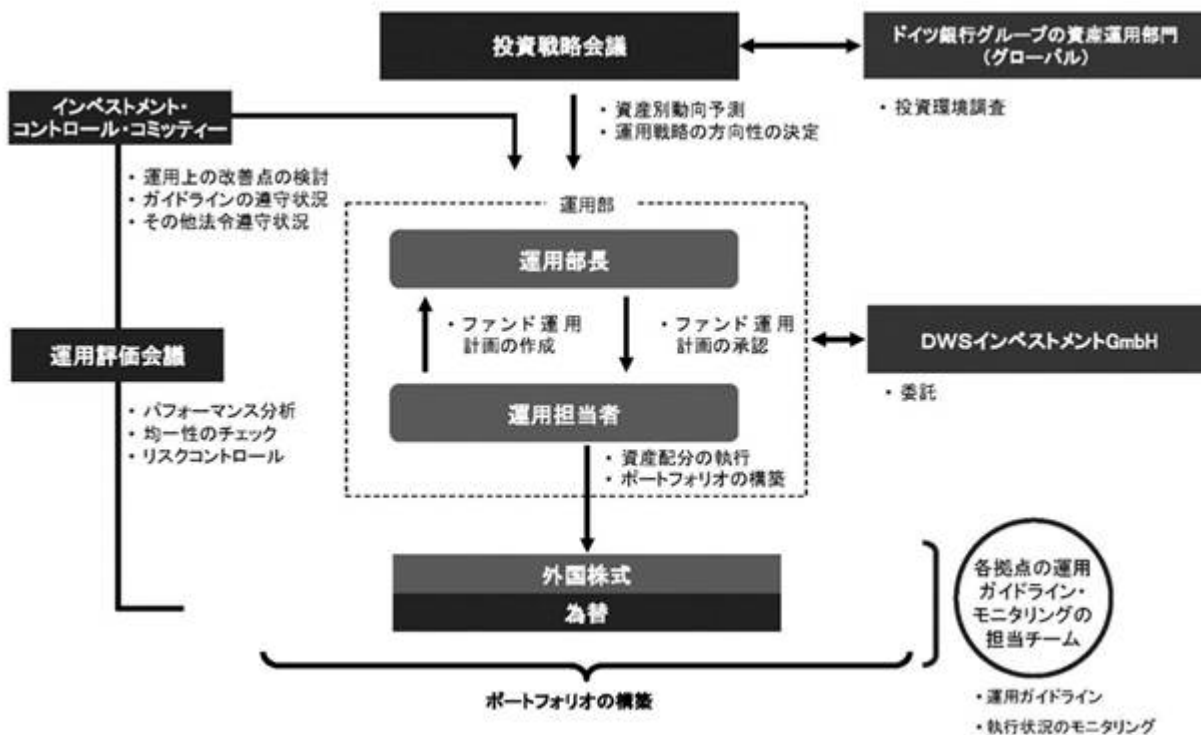 投資戦略会議
ドイツ銀行グループの資産運用部門
(グローバル)
・投資環境調査
・資産別動向予測
・運用戦略の方向性の決定
インベストメント・
コントロール・コミッティー
・運用上の改善点の検討
・ガイドラインの遵守状況
・その他法令遵守状況
運用部
運用部長
・ファンド運用
計画の作成
・ファンド運用
計画の承認
運用担当者
・資産配分の執行
・ポートフォリオの構築
DWSインベストメントGmbH
・委託
運用評価会議
・パフォーマンス分析
・均一性のチェック
・リスクコントロール
外国株式
為替
ポートフォリオの構築
各拠点の運用
ガイドライン・
モニタリングの
担当チーム
・運用ガイドライン
・執行状況のモニタリング